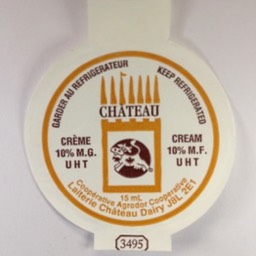 GARDER AU REFRIGERATEUR
KEEP REFRIGERATED
CHÂTEAU
CRÈME
10% M.G.
UHT
CREAM
10% M.F.
UHT
15 mL
Coopérative Agrodor Cooperative
Laiterie Château Dairy J8L 2E1
3495